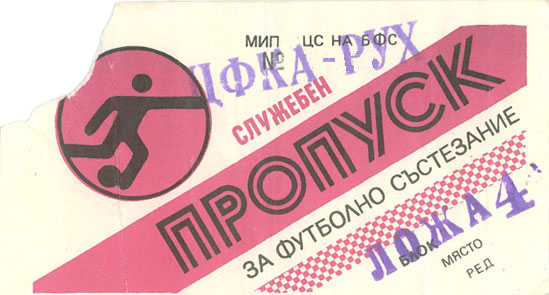 МИП ЦС НА БФС
№
ЦФКА-РУХ
СЛУЖЕБЕН
ПРОПУСК
ЗА ФУТБОЛНО СЪСТЕЗАНИЕ
ЛОЖА 4
БЛОК МЯСТО
РЕД